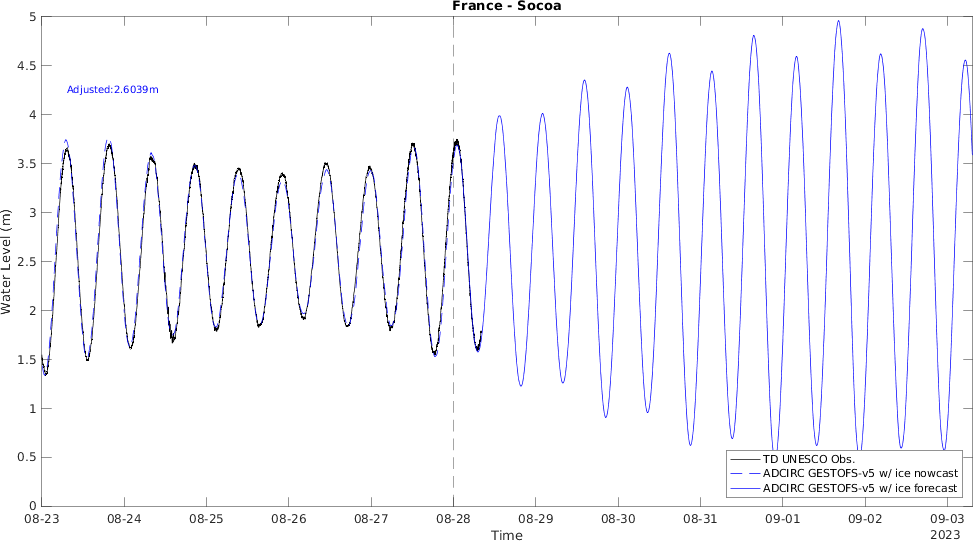 France - Socoa
5
4.5
4
3.5
3
2.5
2
1.5
1
0.5
0
Water Level (m)
Adjusted:2.6039m
TD UNESCO Obs.
ADCIRC GESTOFS-v5 w/ ice nowcast
ADCIRC GESTOFS-v5 w/ ice forecast
08-23 08-24 08-25 08-26 08-27 08-28 08-29 08-30 08-31 09-01 09-02 09-03
2023
Time